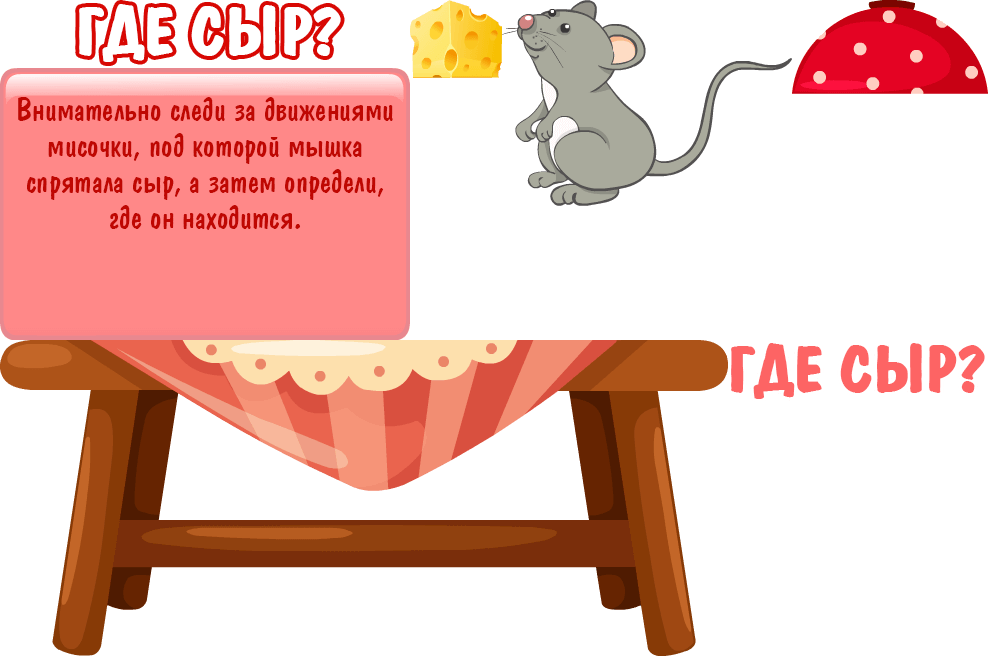 ГДЕ СЫР?
Внимательно следи за движениями
мисочки, под которой мышка
спрятала сыр, а затем определи,
где он находится.
ГДЕ СЫР?